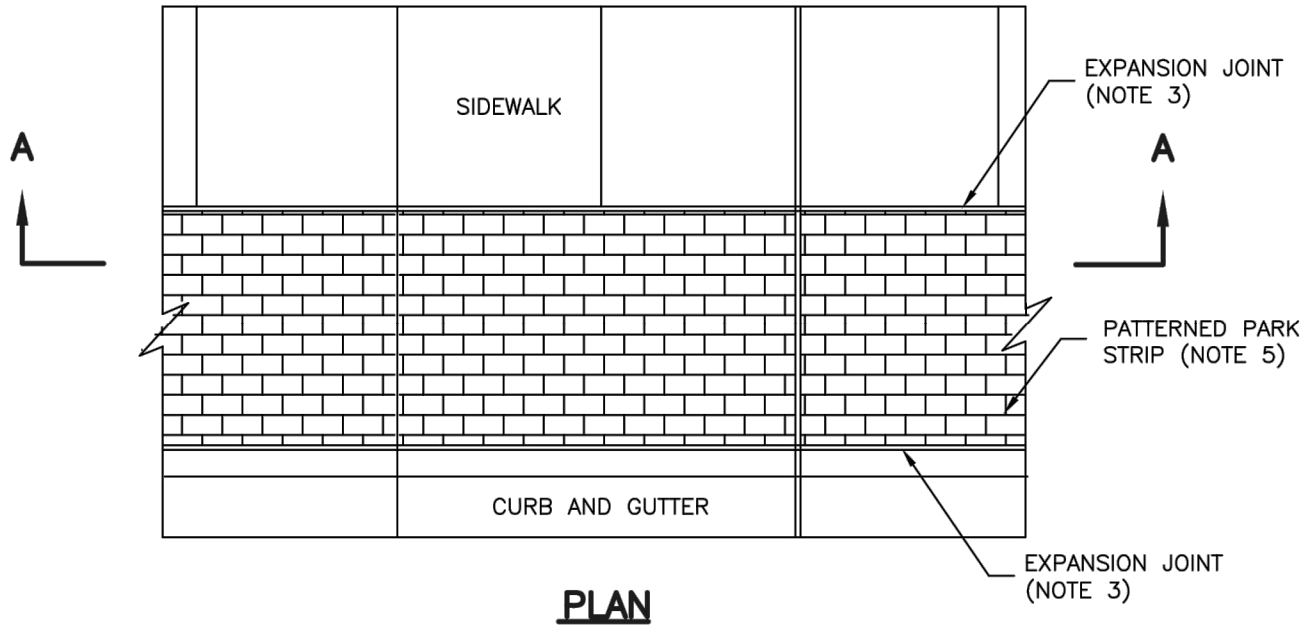 EXPANSION JOINT
(NOTE 3)
SIDEWALK
A
A
PATTERNED PARK
STRIP (NOTE 5)
CURB AND GUTTER
EXPANSION JOINT
(NOTE 3)
PLAN